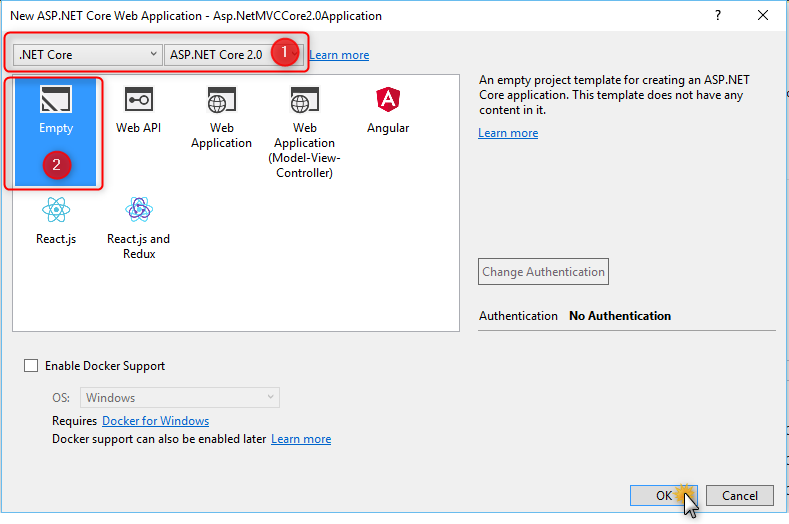 New ASP.NET Core Web Application - Asp.NetMVCCore2.0Application
?
.NET Core
ASP.NET Core 2.0
1
Learn more
Empty
2
Web API
Web
Application
Web
Application
(Model-View-
Controller)
Angular
React.js
React.js and
Redux
An empty project template for creating an ASP.NET
Core application. This template does not have any
content in it.
Learn more
Change Authentication
Authentication No Authentication
Enable Docker Support
OS: Windows
Requires Docker for Windows
Docker support can also be enabled later Learn more
OK
Cancel